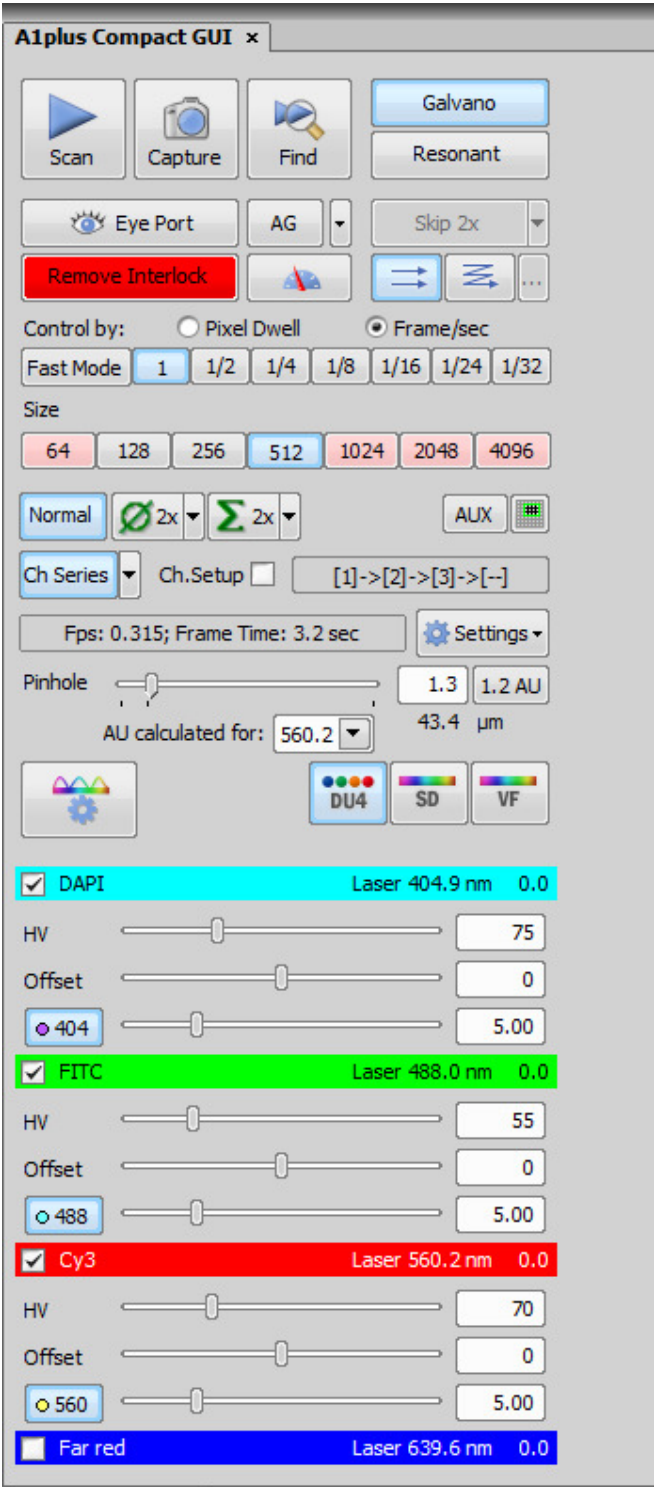 A1plus Compact GUI ×
Scan Capture Find Galvano
Resonant
Eye Port AG Skip 2x
Remove Interlock ...
Control by: Pixel Dwell Frame/sec
Fast Mode 1 1/2 1/4 1/8 1/16 1/24 1/32
Size
64 128 256 512 1024 2048 4096
Normal Ø 2x Σ 2x AUX
Ch Series Ch.Setup [1]->[2]->[3]->[--]
Fps: 0.315; Frame Time: 3.2 sec Settings
Pinhole 1.3 1.2 AU
AU calculated for: 560.2 43.4 µm
DU4 SD VF
DAPI Laser 404.9 nm 0.0
HV 75
Offset 0
404 5.00
FITC Laser 488.0 nm 0.0
HV 55
Offset 0
488 5.00
Cy3 Laser 560.2 nm 0.0
HV 70
Offset 0
560 5.00
Far red Laser 639.6 nm 0.0